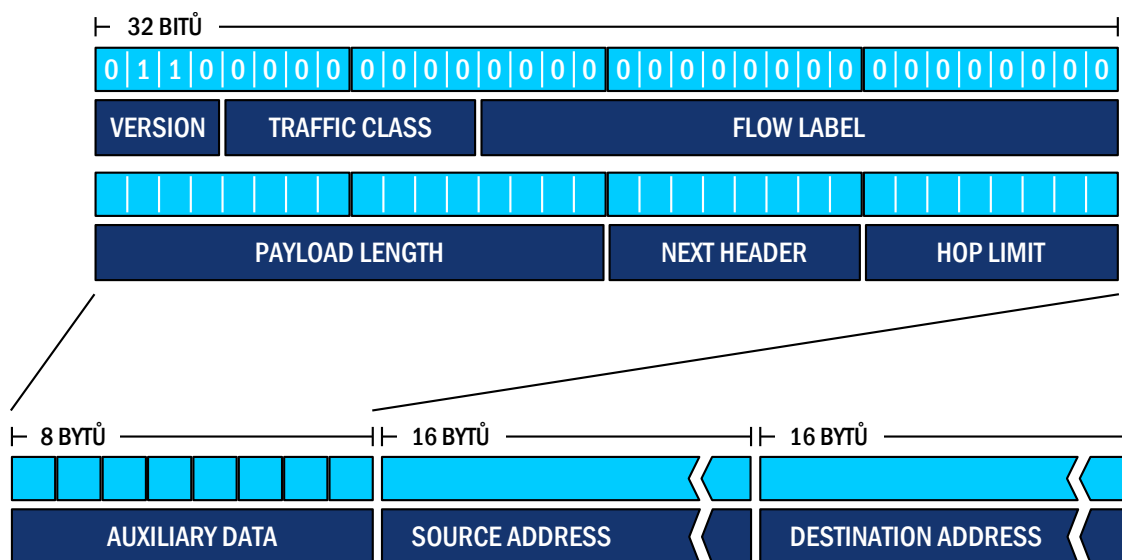 32 BITŮ
0 1 1 0 0 0 0 0 0 0 0 0 0 0 0 0 0 0 0 0 0 0 0 0 0 0 0 0 0 0 0 0
VERSION TRAFFIC CLASS FLOW LABEL
PAYLOAD LENGTH NEXT HEADER HOP LIMIT
8 BYTŮ 16 BYTŮ 16 BYTŮ
AUXILIARY DATA SOURCE ADDRESS DESTINATION ADDRESS